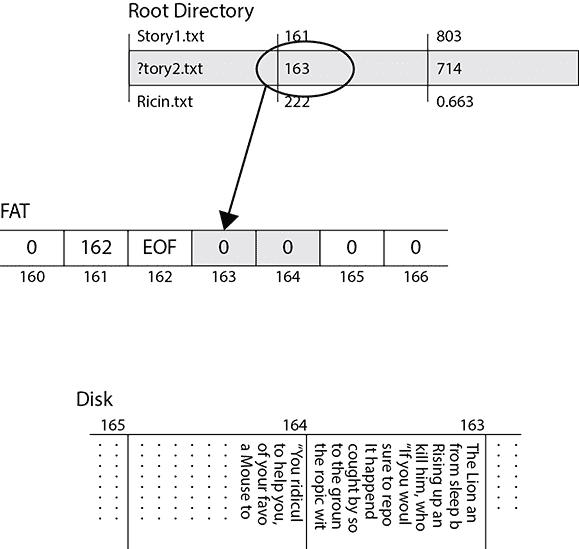 Root Directory
Story1.txt 161 803
?tory2.txt 163 714
Ricin.txt 222 0.663
FAT
0 162 EOF 0 0 0 0
160 161 162 163 164 165 166
Disk
165 164 163
The Lion an
from sleep b
Rising up an
kill him, who
“If you woul
sure to repo
It happend
cought by so
to the groun
the ropic wit
“You ridicul
to help you,
of your favo
a Mouse to